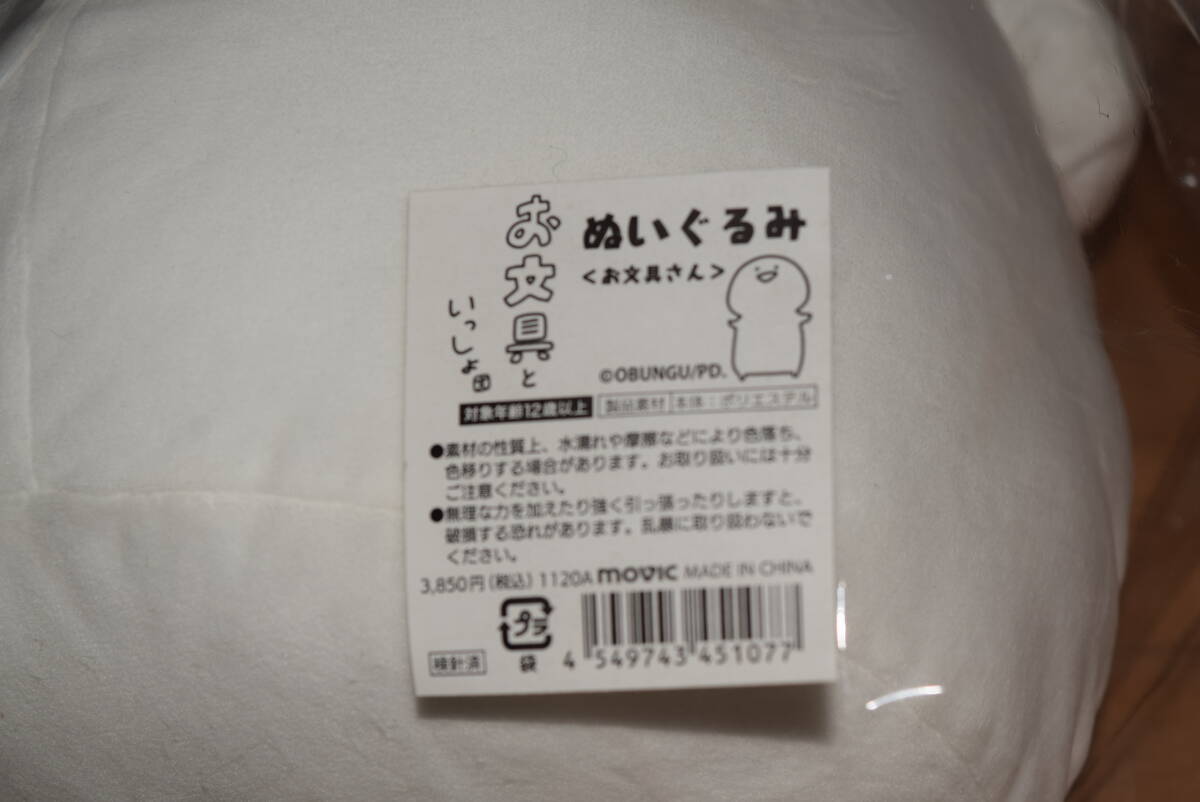 お文具と
いっしょ団
ぬいぐるみ
<お文具さん>
©OBUNGU/PD.
対象年齢12歳以上
製品素材 本体：ポリエステル
●素材の性質上、水濡れや摩擦などにより色落ち、
色移りする場合があります。お取り扱いには十分
ご注意ください。
●無理な力を加えたり強く引っ張ったりしますと、
破損する恐れがあります。乱暴に取り扱わないで
ください。
3,850円(税込) 1120A movic MADE IN CHINA
プラ
袋
検針済
4 549743 451077